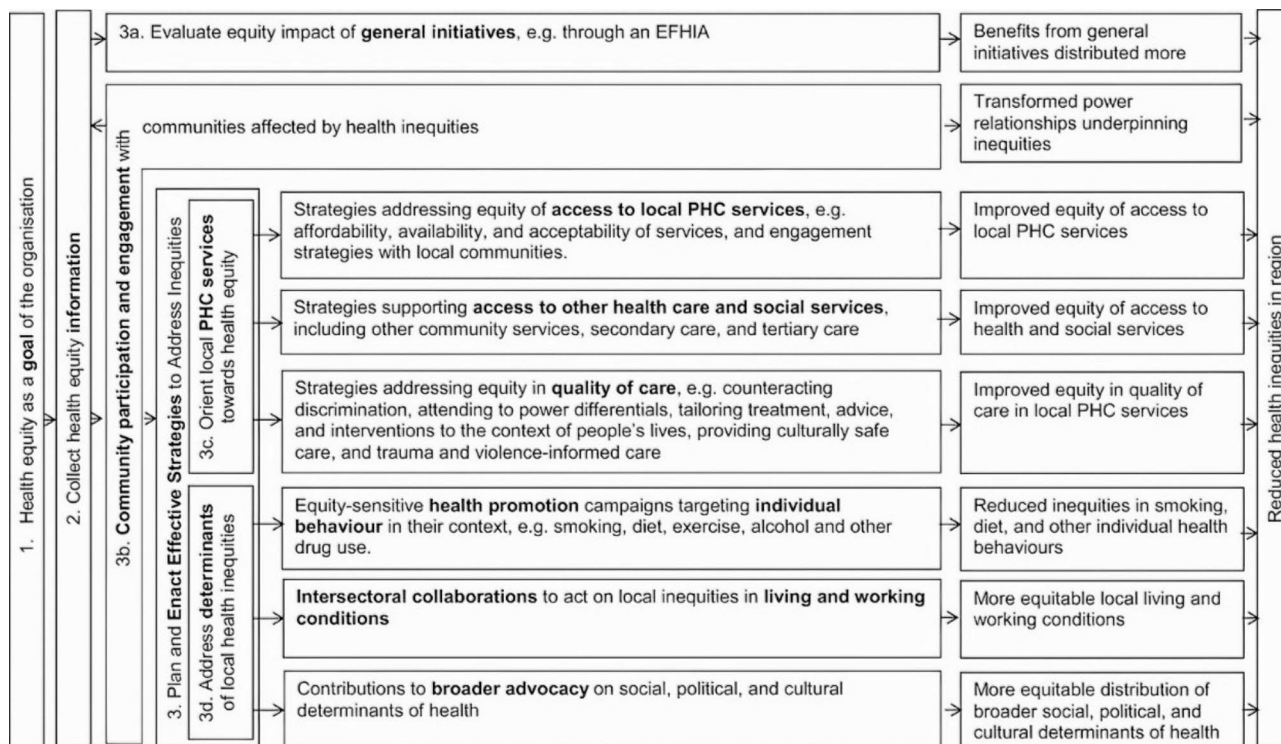 1. Health equity as a goal of the organisation
2. Collect health equity information
3a. Evaluate equity impact of general initiatives, e.g. through an EFHIA
Benefits from general
initiatives distributed more
3b. Community participation and engagement with
communities affected by health inequities
Transformed power
relationships underpinning
inequities
3. Plan and Enact Effective Strategies to Address Inequities
3c. Orient local PHC services
towards health equity
Strategies addressing equity of access to local PHC services, e.g.
affordability, availability, and acceptability of services, and engagement
strategies with local communities.
Improved equity of access to
local PHC services
Strategies supporting access to other health care and social services,
including other community services, secondary care, and tertiary care
Improved equity of access to
health and social services
Strategies addressing equity in quality of care, e.g. counteracting
discrimination, attending to power differentials, tailoring treatment, advice,
and interventions to the context of people's lives, providing culturally safe
care, and trauma and violence-informed care
Improved equity in quality of
care in local PHC services
3d. Address determinants
of local health inequities
Equity-sensitive health promotion campaigns targeting individual
behaviour in their context, e.g. smoking, diet, exercise, alcohol and other
drug use.
Reduced inequities in smoking,
diet, and other individual health
behaviours
Intersectoral collaborations to act on local inequities in living and working
conditions
More equitable local living and
working conditions
Contributions to broader advocacy on social, political, and cultural
determinants of health
More equitable distribution of
broader social, political, and
cultural determinants of health
Reduced health inequities in region